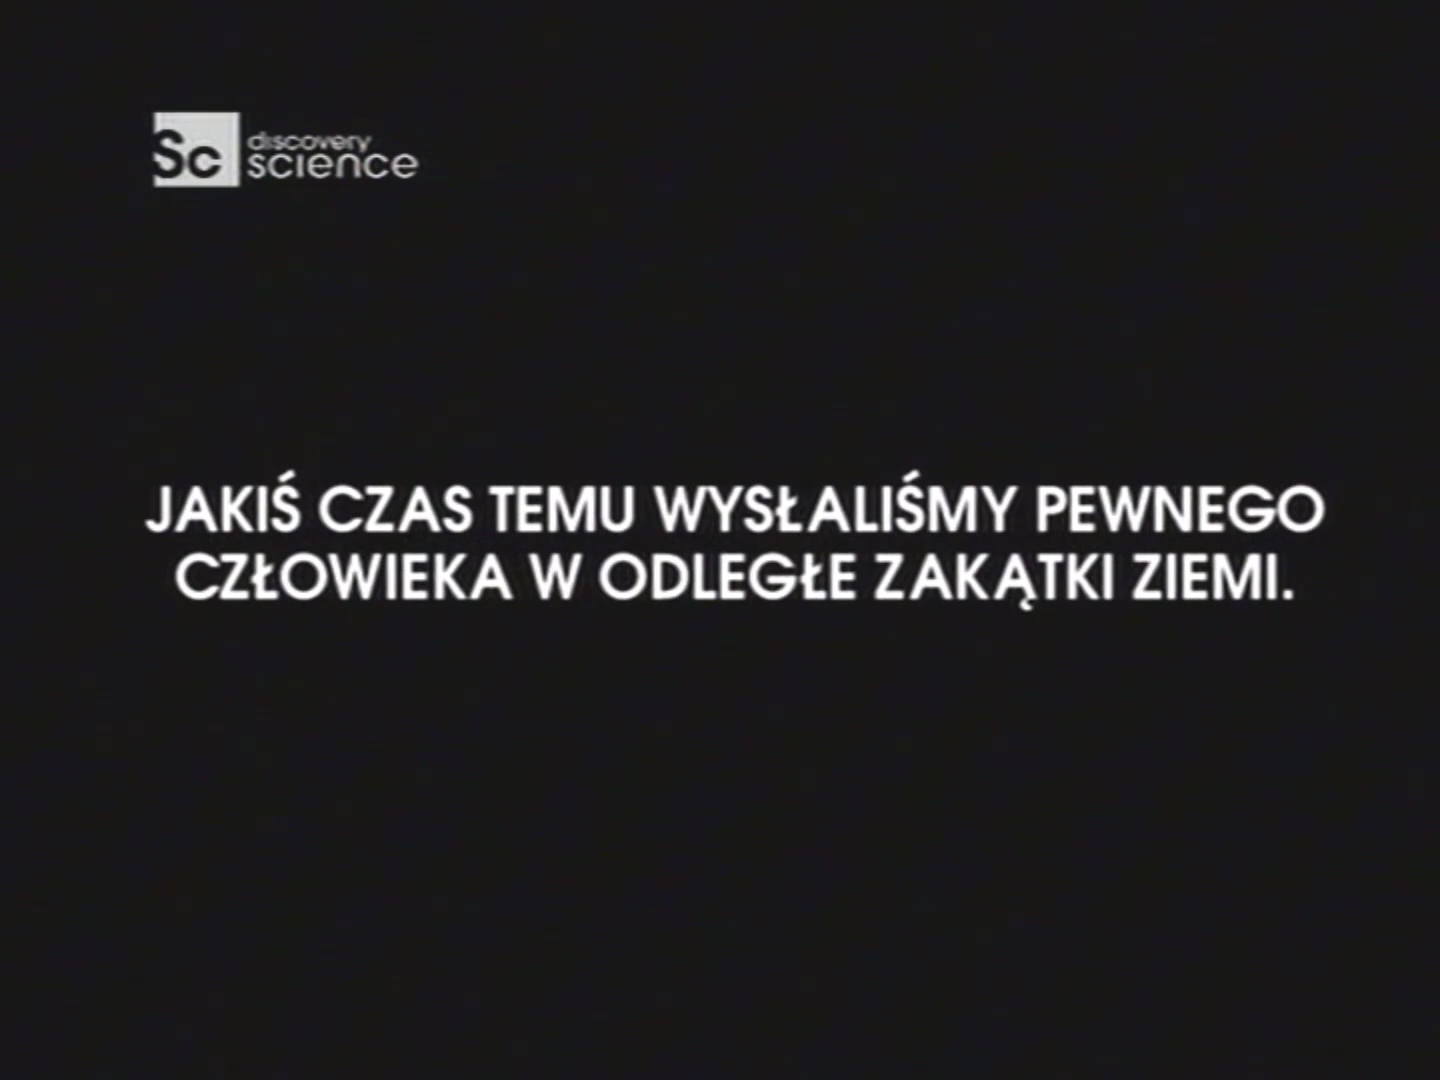 Sc discovery
science
JAKIŚ CZAS TEMU WYSŁALIŚMY PEWNEGO
CZŁOWIEKA W ODLEGŁE ZAKĄTKI ZIEMI.